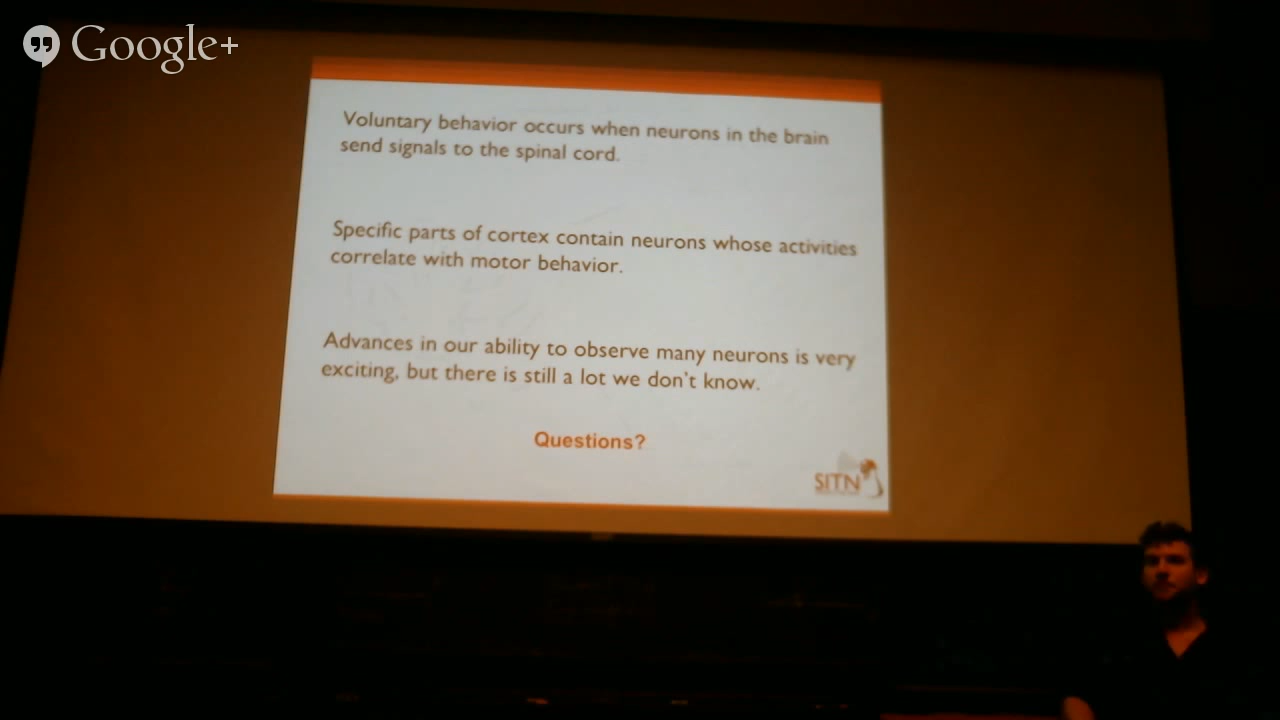 Google+
Voluntary behavior occurs when neurons in the brain
send signals to the spinal cord.
Specific parts of cortex contain neurons whose activities
correlate with motor behavior.
Advances in our ability to observe many neurons is very
exciting, but there is still a lot we don't know.
Questions?
SITN